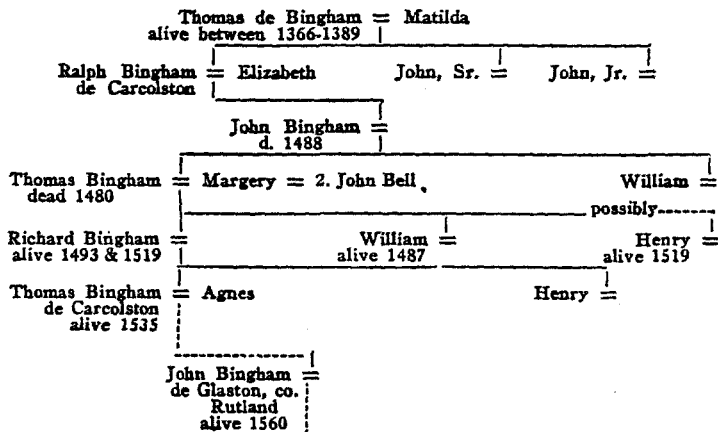 Thomas de Bingham = Matilda
alive between 1366-1389
Ralph Bingham = Elizabeth John, Sr. = John, Jr. =
de Carcolston
John Bingham =
d. 1488
Thomas Bingham = Margery = 2. John Bell William =
dead 1480
possibly
Richard Bingham = William = Henry =
alive 1493 & 1519 alive 1487 alive 1519
Thomas Bingham = Agnes Henry =
de Carcolston
alive 1535
John Bingham =
de Glaston, co.
Rutland
alive 1560